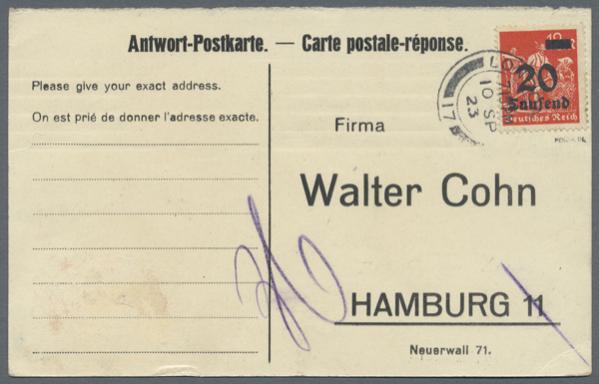 Antwort-Postkarte. — Carte postale-réponse.
Please give your exact address.
On est prié de donner l'adresse exacte.
Firma
Walter Cohn
HAMBURG 11
Neuerwall 71.
20
Tausend
Deutsches Reich
10 SP
23
17